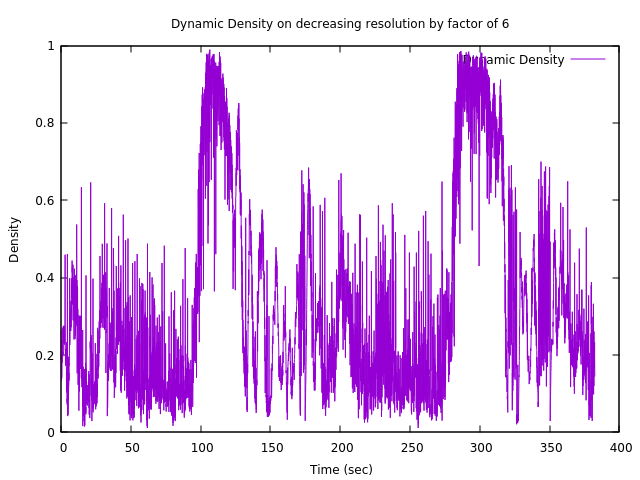 Dynamic Density on decreasing resolution by factor of 6
1
0.8
0.6
0.4
0.2
0
Density
Dynamic Density
0 50 100 150 200 250 300 350 400
Time (sec)